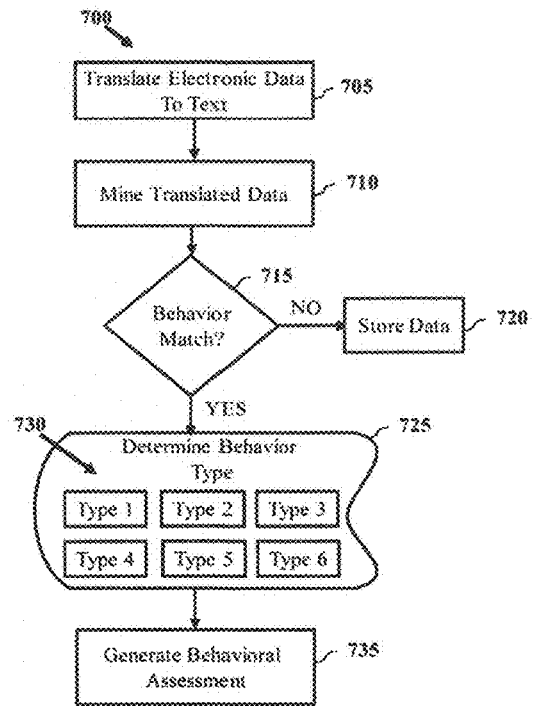 700
Translate Electronic Data
To Text
705
Mine Translated Data
710
715
Behavior
Match?
NO
Store Data
720
YES
730
725
Determine Behavior
Type
Type 1 Type 2 Type 3
Type 4 Type 5 Type 6
Generate Behavioral
Assessment
735